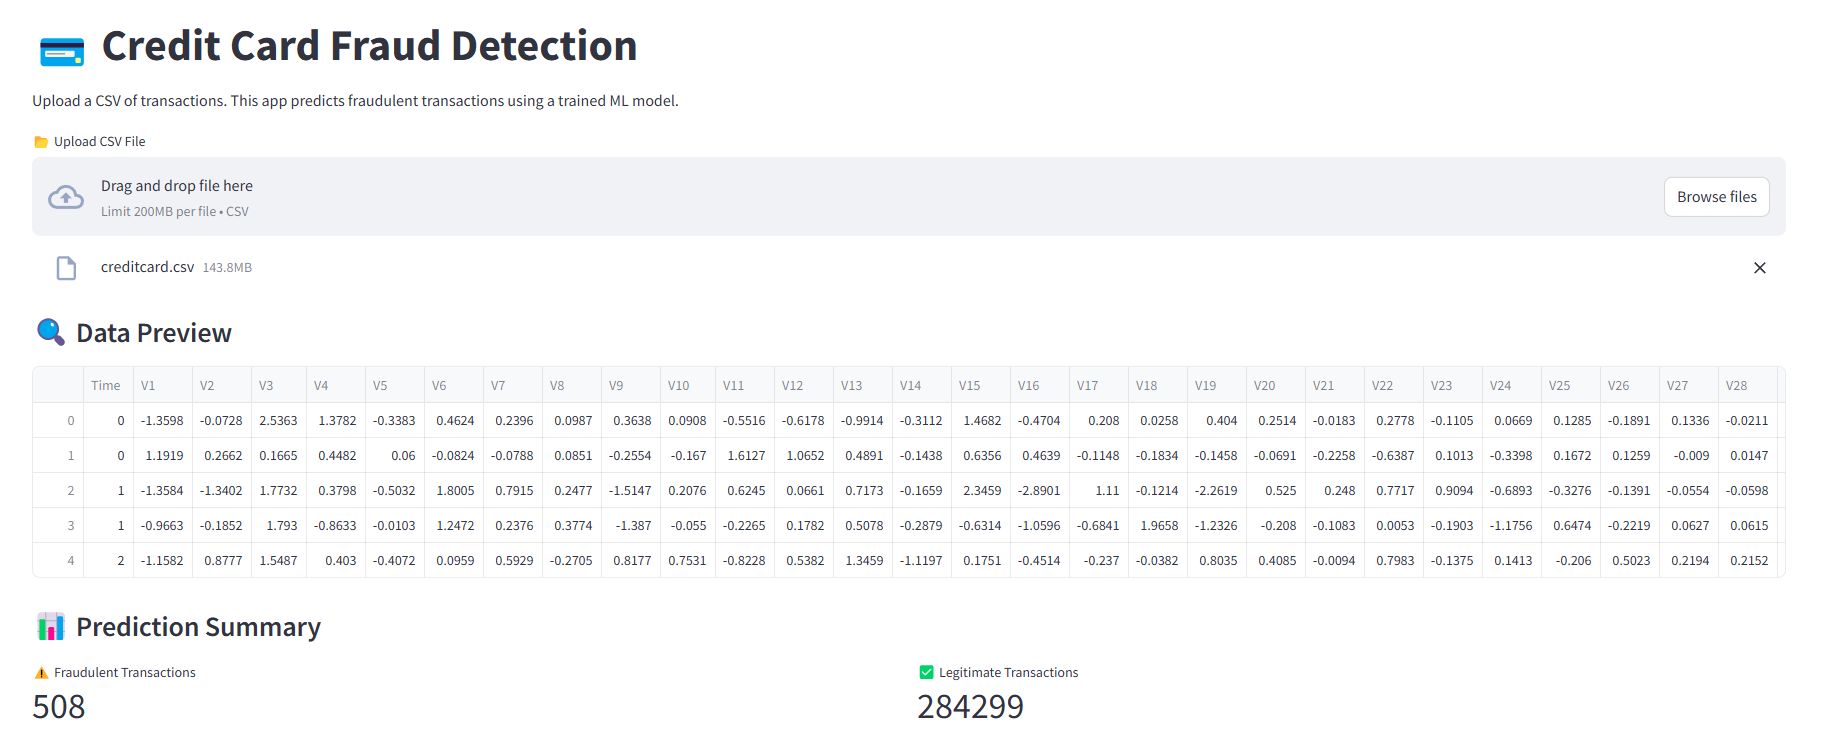 Credit Card Fraud Detection
Upload a CSV of transactions. This app predicts fraudulent transactions using a trained ML model.
Upload CSV File
Drag and drop file here
Limit 200MB per file • CSV
Browse files
creditcard.csv 143.8MB
Data Preview
Time V1 V2 V3 V4 V5 V6 V7 V8 V9 V10 V11 V12 V13 V14 V15 V16 V17 V18 V19 V20 V21 V22 V23 V24 V25 V26 V27 V28
0 0 -1.3598 -0.0728 2.5363 1.3782 -0.3383 0.4624 0.2396 0.0987 0.3638 0.0908 -0.5516 -0.6178 -0.9914 -0.3112 1.4682 -0.4704 0.208 0.0258 0.404 0.2514 -0.0183 0.2778 -0.1105 0.0669 0.1285 -0.1891 0.1336 -0.0211
1 0 1.1919 0.2662 0.1665 0.4482 0.06 -0.0824 -0.0788 0.0851 -0.2554 -0.167 1.6127 1.0652 0.4891 -0.1438 0.6356 0.4639 -0.1148 -0.1834 -0.1458 -0.0691 -0.2258 -0.6387 0.1013 -0.3398 0.1672 0.1259 -0.009 0.0147
2 1 -1.3584 -1.3402 1.7732 0.3798 -0.5032 1.8005 0.7915 0.2477 -1.5147 0.2076 0.6245 0.0661 0.7173 -0.1659 2.3459 -2.8901 1.11 -0.1214 -2.2619 0.525 0.248 0.7717 0.9094 -0.6893 -0.3276 -0.1391 -0.0554 -0.0598
3 1 -0.9663 -0.1852 1.793 -0.8633 -0.0103 1.2472 0.2376 0.3774 -1.387 -0.055 -0.2265 0.1782 0.5078 -0.2879 -0.6314 -1.0596 -0.6841 1.9658 -1.2326 -0.208 -0.1083 0.0053 -0.1903 -1.1756 0.6474 -0.2219 0.0627 0.0615
4 2 -1.1582 0.8777 1.5487 0.403 -0.4072 0.0959 0.5929 -0.2705 0.8177 0.7531 -0.8228 0.5382 1.3459 -1.1197 0.1751 -0.4514 -0.237 -0.0382 0.8035 0.4085 -0.0094 0.7983 -0.1375 0.1413 -0.206 0.5023 0.2194 0.2152
Prediction Summary
Fraudulent Transactions
508
Legitimate Transactions
284299